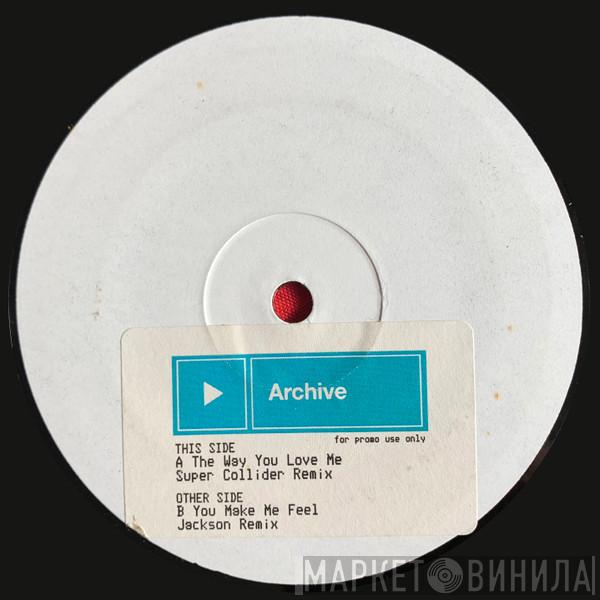 Archive
for promo use only
THIS SIDE
A The Way You Love Me
Super Collider Remix
OTHER SIDE
B You Make Me Feel
Jackson Remix
МАРКЕТ ВИНИЛА